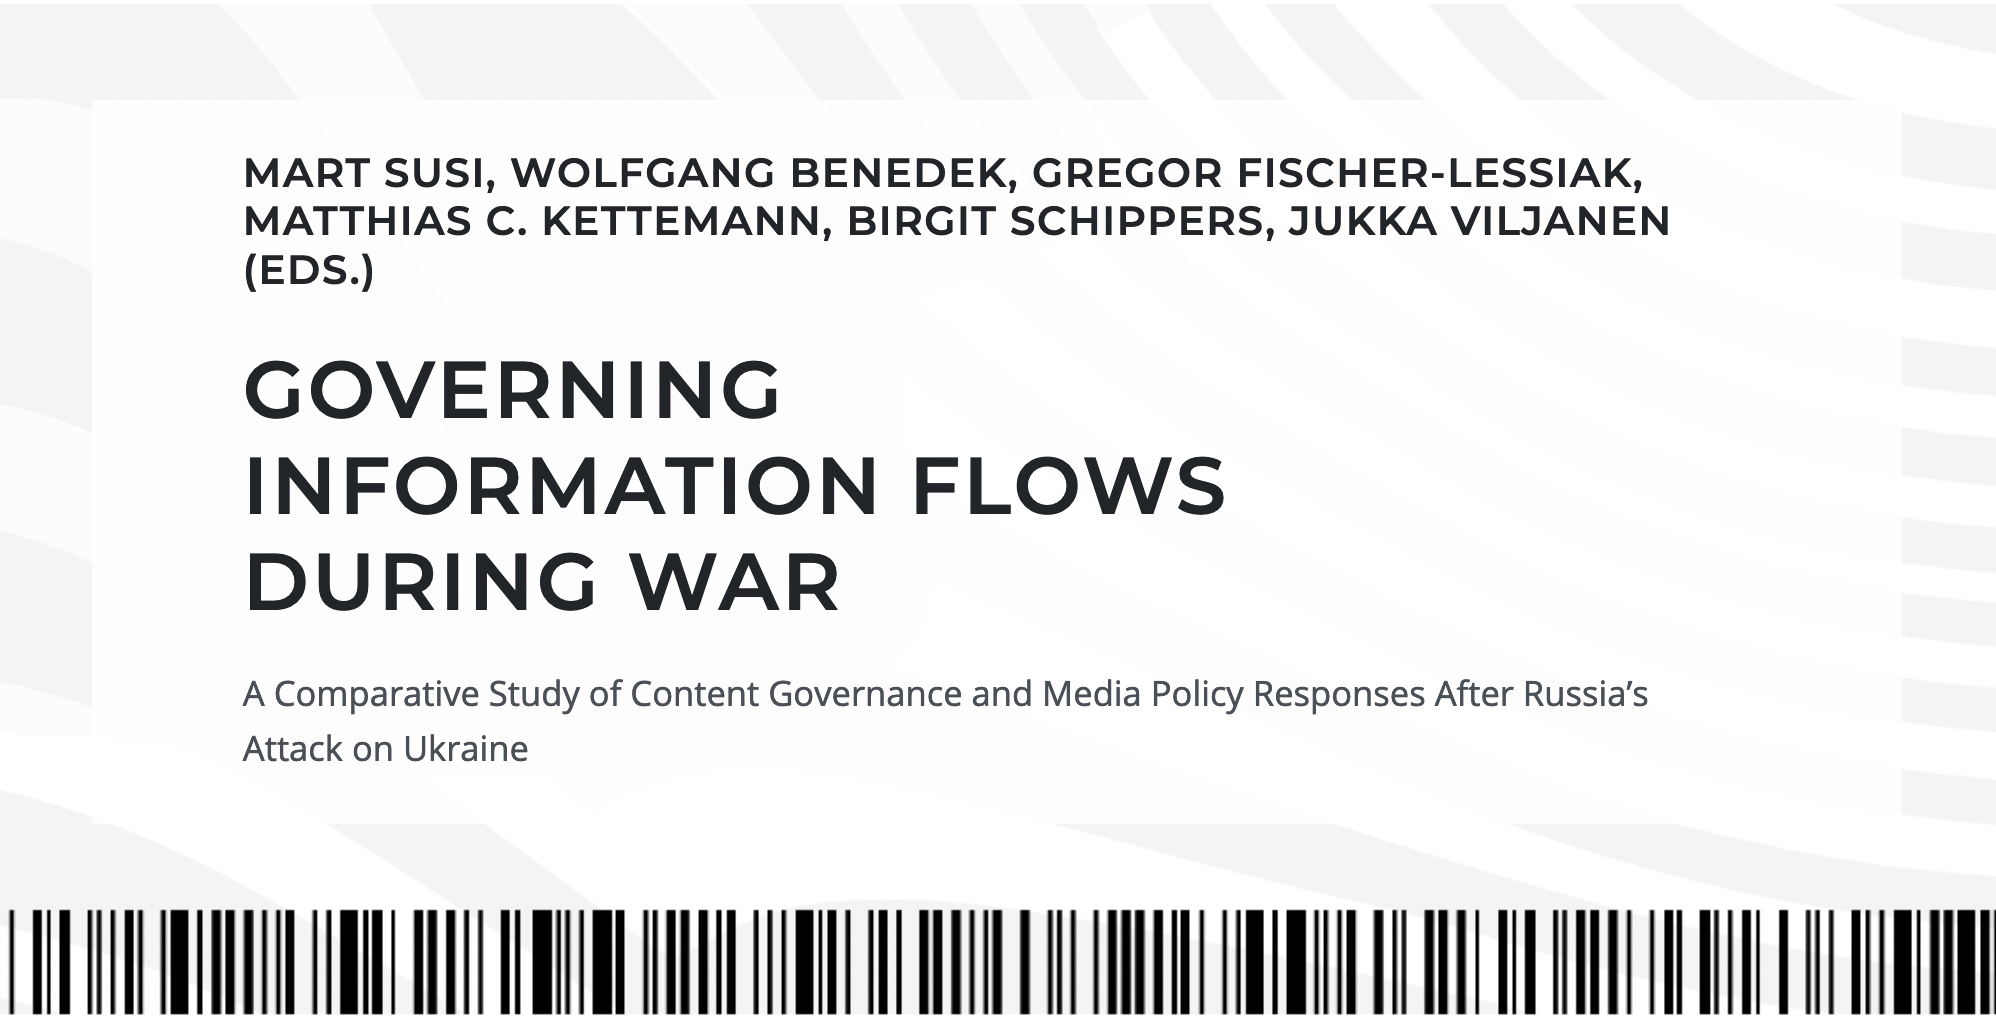 MART SUSI, WOLFGANG BENEDEK, GREGOR FISCHER-LESSIAK,
MATTHIAS C. KETTEMANN, BIRGIT SCHIPPERS, JUKKA VILJANEN
(EDS.)
GOVERNING
INFORMATION FLOWS
DURING WAR
A Comparative Study of Content Governance and Media Policy Responses After Russia’s
Attack on Ukraine